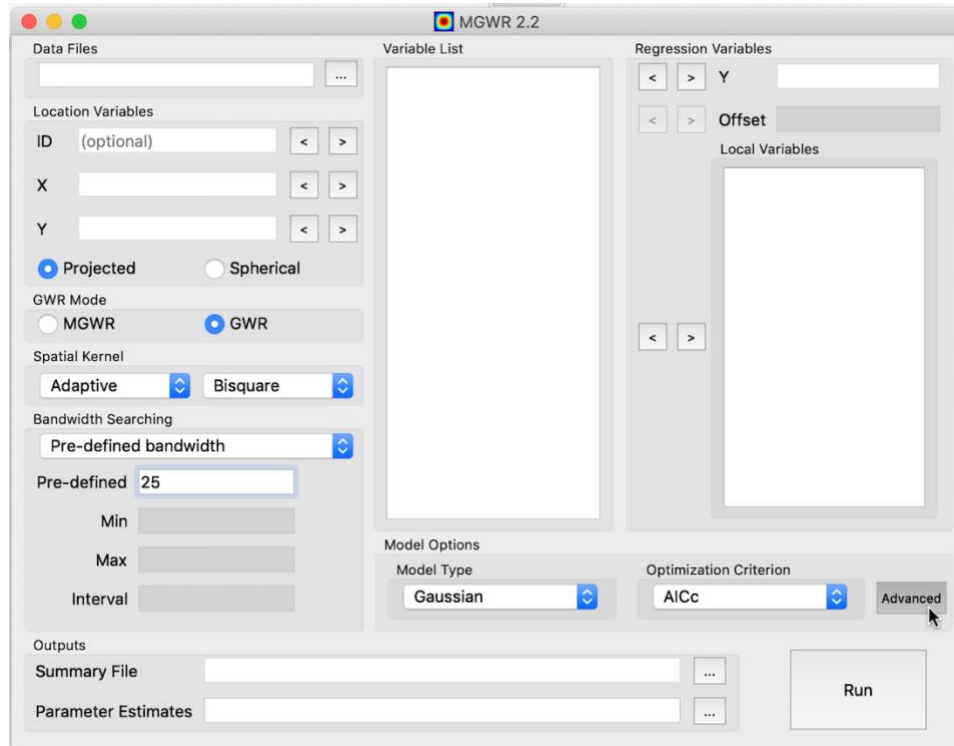 MGWR 2.2
Data Files
...
Location Variables
ID (optional) < >
X < >
Y < >
Projected Spherical
GWR Mode
MGWR GWR
Spatial Kernel
Adaptive Bisquare
Bandwidth Searching
Pre-defined bandwidth
Pre-defined 25
Min
Max
Interval
Variable List
Regression Variables
< > Y
< > Offset
Local Variables
< >
Model Options
Model Type
Gaussian
Optimization Criterion
AICc
Advanced
Outputs
Summary File ...
Parameter Estimates ...
Run